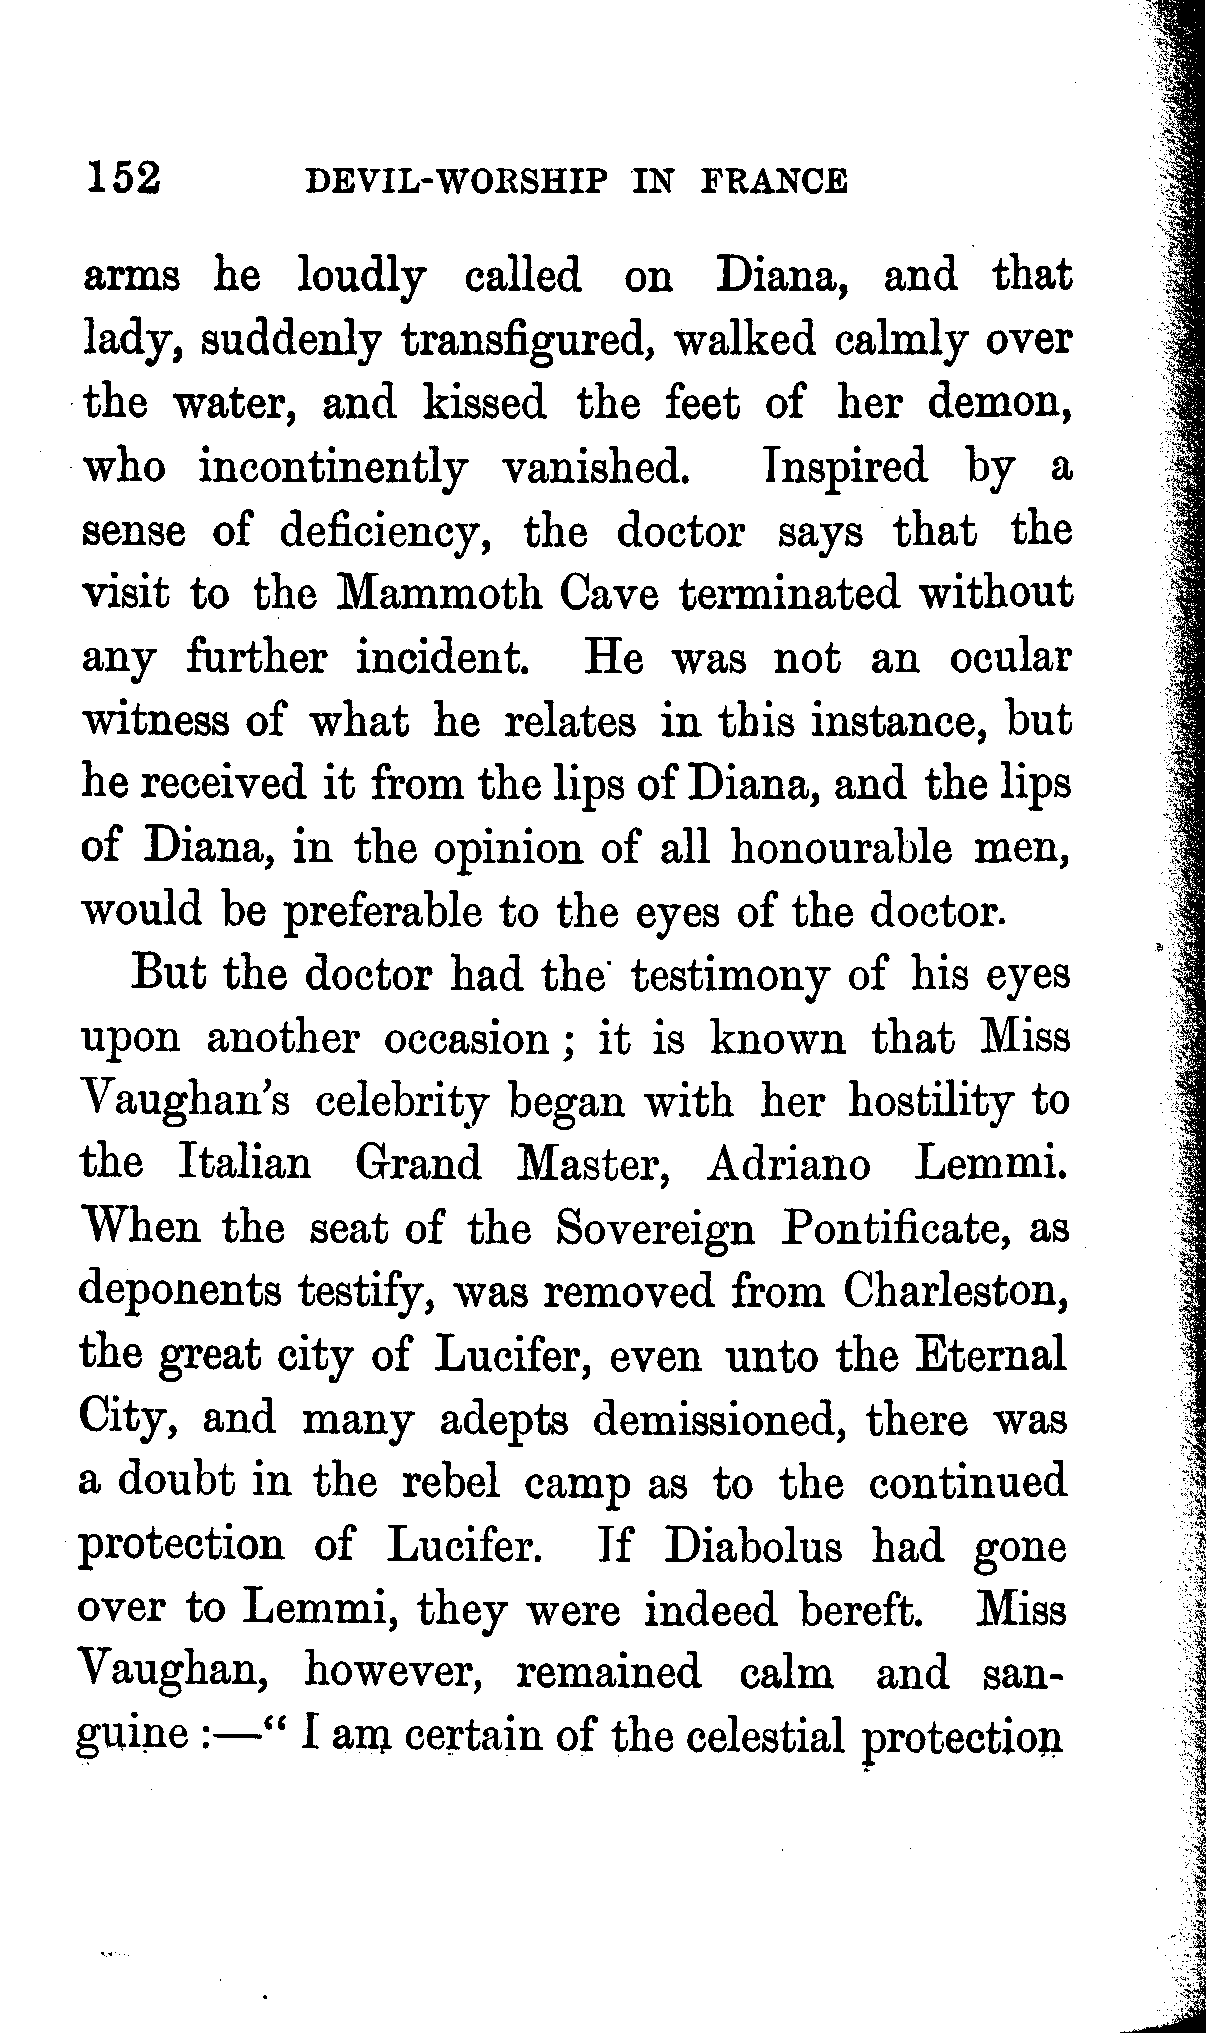 152 DEVIL-WORSHIP IN FRANCE
arms he loudly called on Diana, and that
lady, suddenly transfigured, walked calmly over
the water, and kissed the feet of her demon,
who incontinently vanished. Inspired by a
sense of deficiency, the doctor says that the
visit to the Mammoth Cave terminated without
any further incident. He was not an ocular
witness of what he relates in this instance, but
he received it from the lips of Diana, and the lips
of Diana, in the opinion of all honourable men,
would be preferable to the eyes of the doctor.
But the doctor had the testimony of his eyes
upon another occasion ; it is known that Miss
Vaughan's celebrity began with her hostility to
the Italian Grand Master, Adriano Lemmi.
When the seat of the Sovereign Pontificate, as
deponents testify, was removed from Charleston,
the great city of Lucifer, even unto the Eternal
City, and many adepts demissioned, there was
a doubt in the rebel camp as to the continued
protection of Lucifer. If Diabolus had gone
over to Lemmi, they were indeed bereft. Miss
Vaughan, however, remained calm and san-
guine :—“ I am certain of the celestial protection